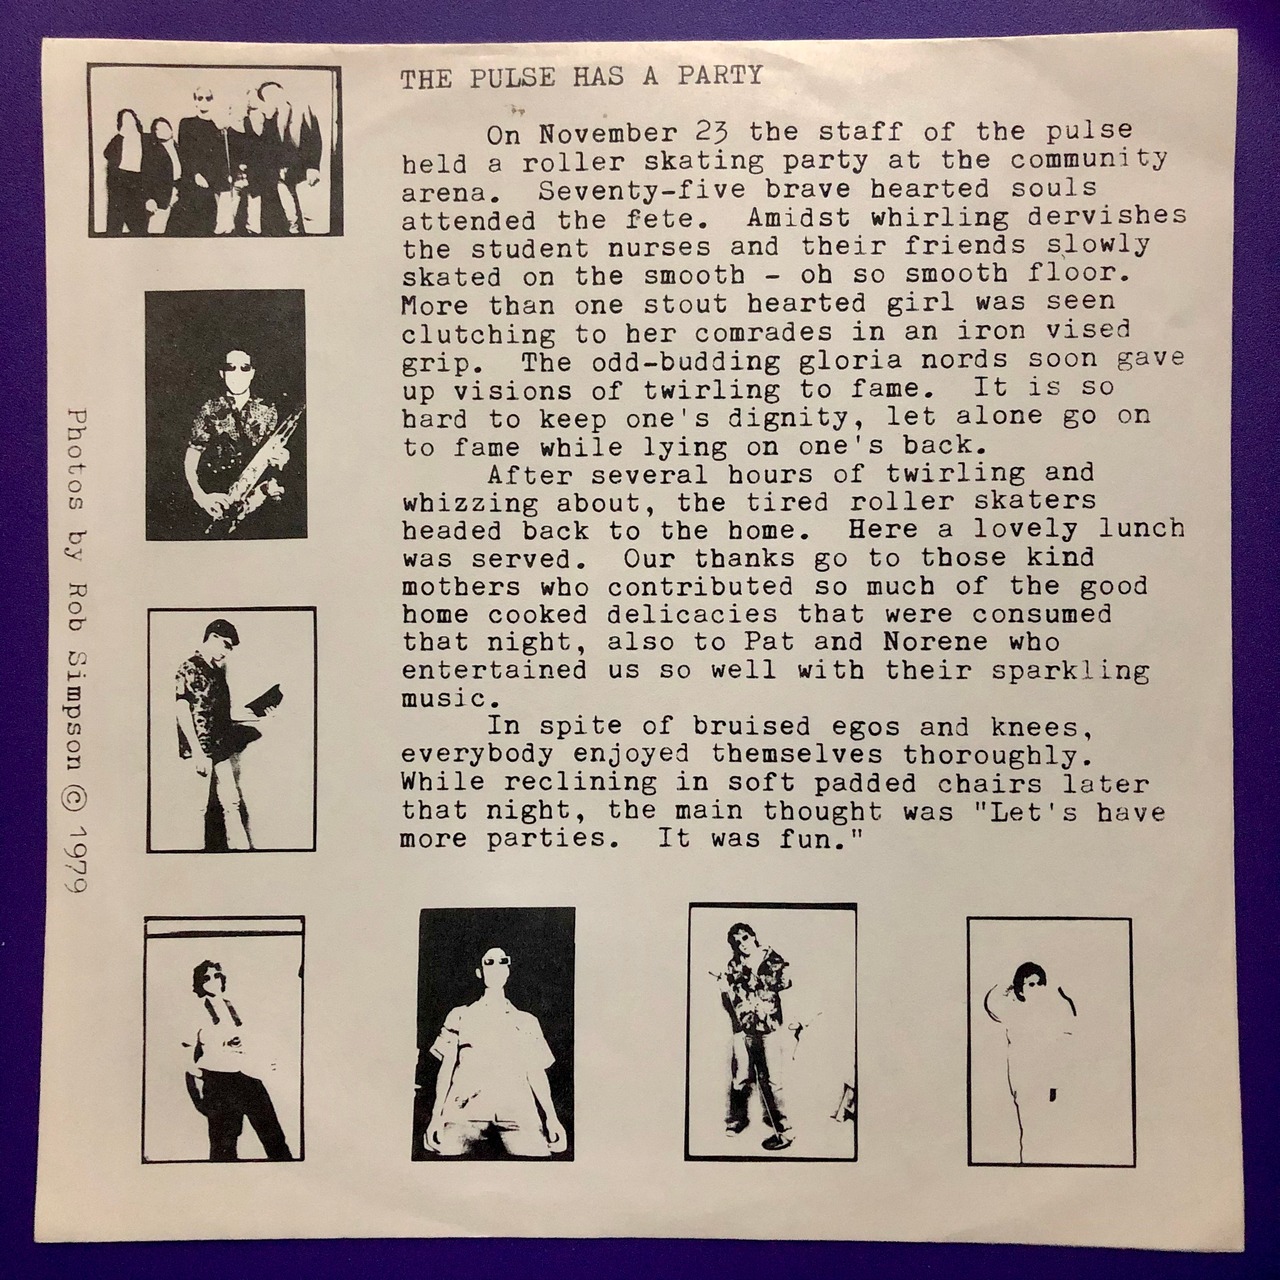 THE PULSE HAS A PARTY
On November 23 the staff of the pulse
held a roller skating party at the community
arena. Seventy-five brave hearted souls
attended the fete. Amidst whirling dervishes
the student nurses and their friends slowly
skated on the smooth - oh so smooth floor.
More than one stout hearted girl was seen
clutching to her comrades in an iron vised
grip. The odd-budding gloria nords soon gave
up visions of twirling to fame. It is so
hard to keep one's dignity, let alone go on
to fame while lying on one's back.
After several hours of twirling and
whizzing about, the tired roller skaters
headed back to the home. Here a lovely lunch
was served. Our thanks go to those kind
mothers who contributed so much of the good
home cooked delicacies that were consumed
that night, also to Pat and Norene who
entertained us so well with their sparkling
music.
In spite of bruised egos and knees,
everybody enjoyed themselves thoroughly.
While reclining in soft padded chairs later
that night, the main thought was "Let's have
more parties. It was fun."
Photos by Rob Simpson © 1979